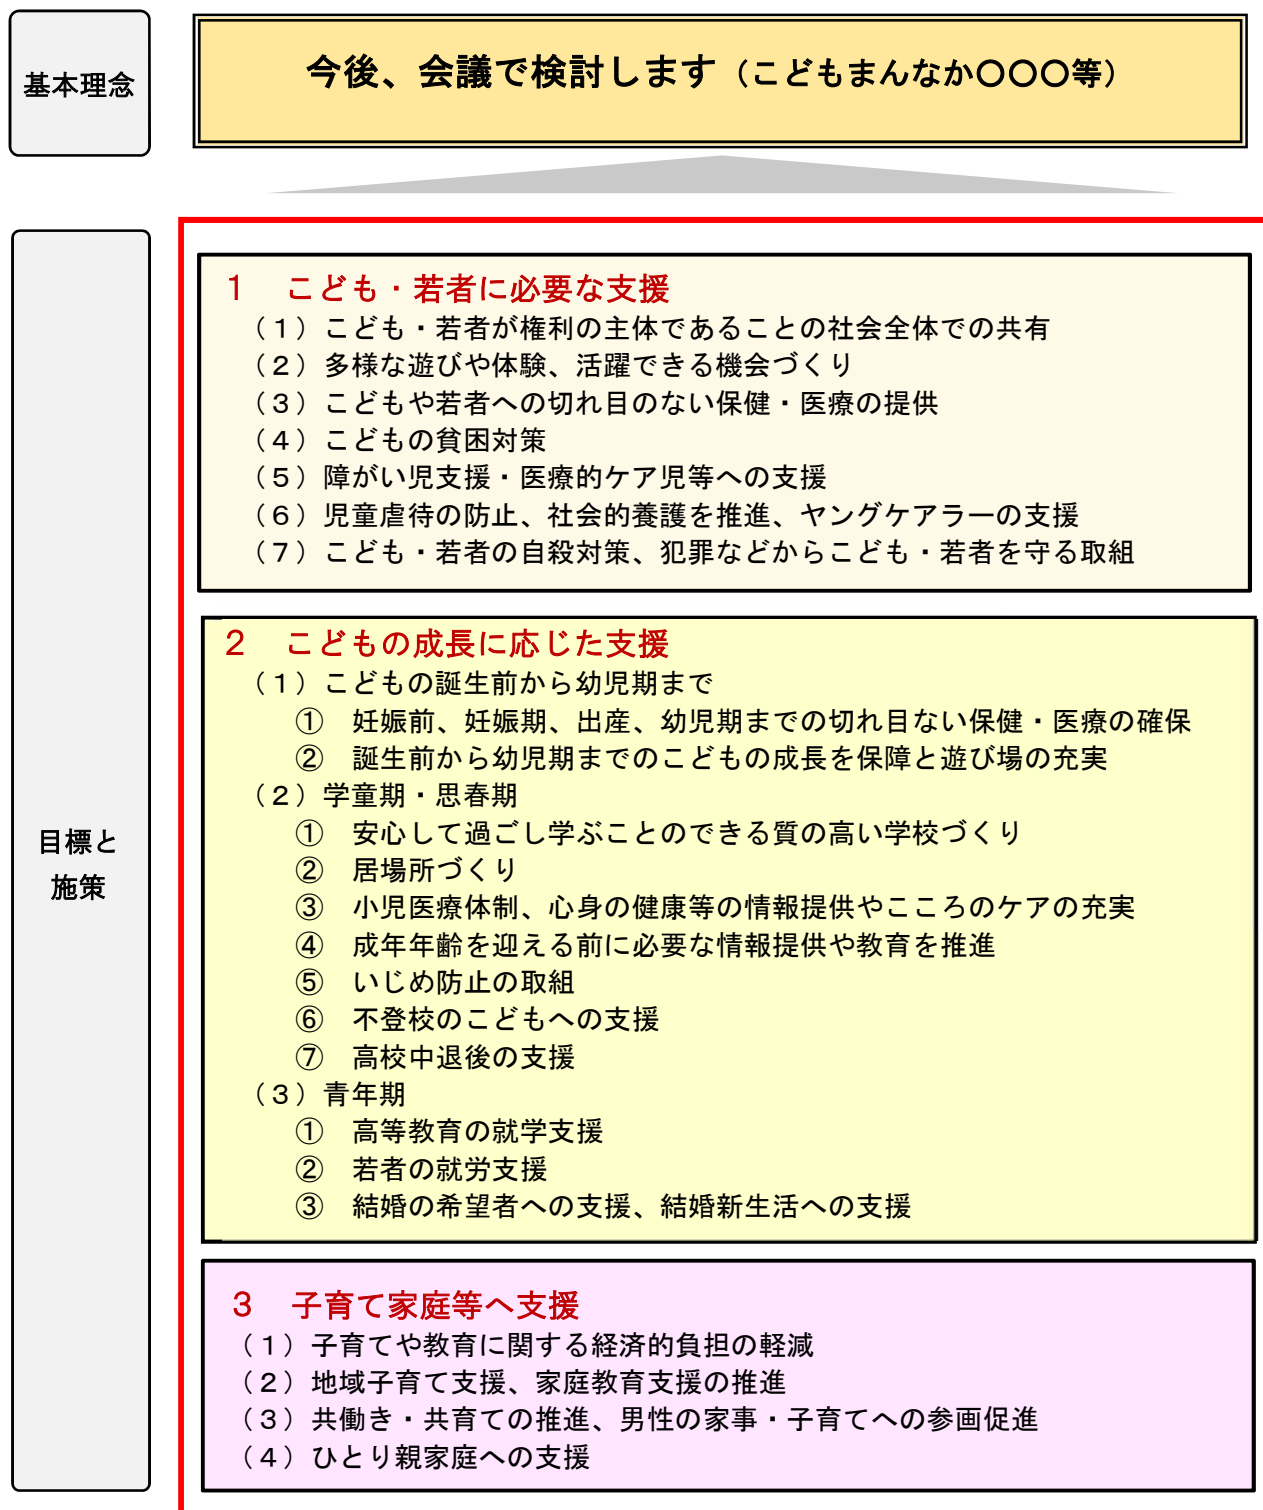 基本理念
今後、会議で検討します（こどもまんなか〇〇〇等）
目標と
施策
１　こども・若者に必要な支援
（１）こども・若者が権利の主体であることの社会全体での共有
（２）多様な遊びや体験、活躍できる機会づくり
（３）こどもや若者への切れ目のない保健・医療の提供
（４）こどもの貧困対策
（５）障がい児支援・医療的ケア児等への支援
（６）児童虐待の防止、社会的養護を推進、ヤングケアラーの支援
（７）こども・若者の自殺対策、犯罪などからこども・若者を守る取組
２　こどもの成長に応じた支援
（１）こどもの誕生前から幼児期まで
①　妊娠前、妊娠期、出産、幼児期までの切れ目ない保健・医療の確保
②　誕生前から幼児期までのこどもの成長を保障と遊び場の充実
（２）学童期・思春期
①　安心して過ごし学ぶことのできる質の高い学校づくり
②　居場所づくり
③　小児医療体制、心身の健康等の情報提供やこころのケアの充実
④　成年年齢を迎える前に必要な情報提供や教育を推進
⑤　いじめ防止の取組
⑥　不登校のこどもへの支援
⑦　高校中退後の支援
（３）青年期
①　高等教育の就学支援
②　若者の就労支援
③　結婚の希望者への支援、結婚新生活への支援
３　子育て家庭等へ支援
（１）子育てや教育に関する経済的負担の軽減
（２）地域子育て支援、家庭教育支援の推進
（３）共働き・共育ての推進、男性の家事・子育てへの参画促進
（４）ひとり親家庭への支援